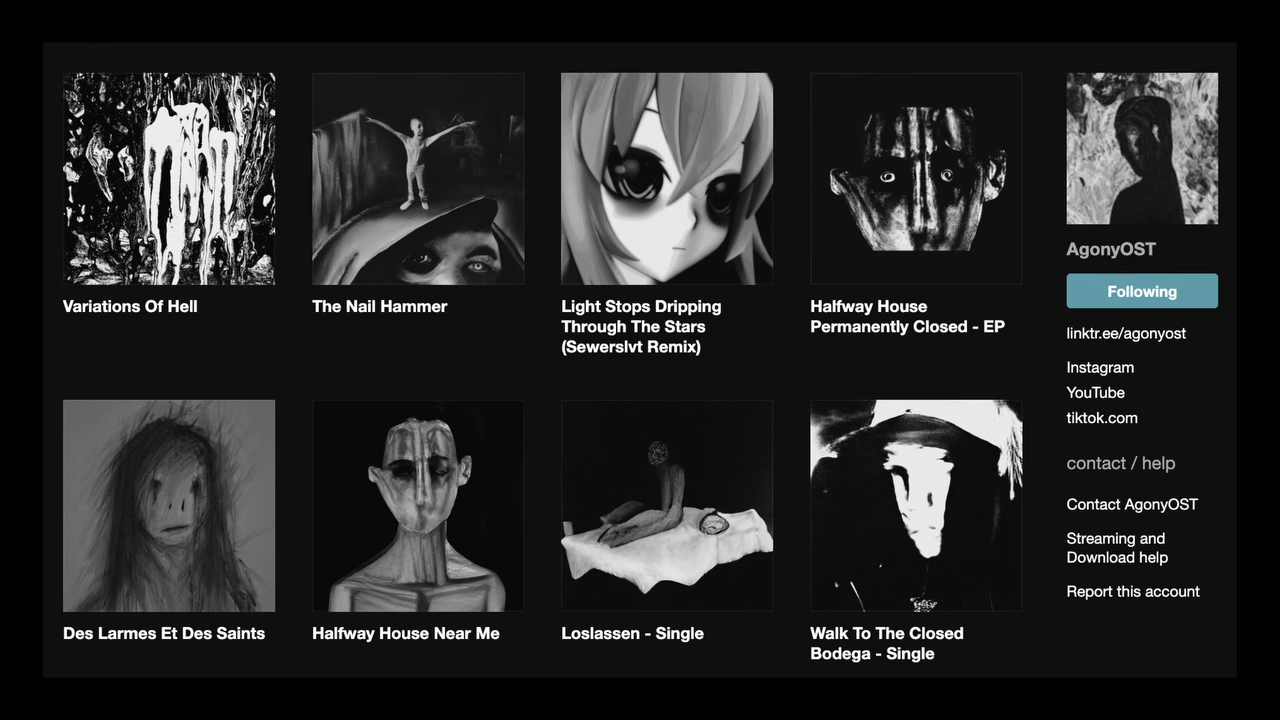 Variations Of Hell
The Nail Hammer
Light Stops Dripping
Through The Stars
(Sewerslvt Remix)
Halfway House
Permanently Closed - EP
Des Larmes Et Des Saints
Halfway House Near Me
Loslassen - Single
Walk To The Closed
Bodega - Single
AgonyOST
Following
linktr.ee/agonyost
Instagram
YouTube
tiktok.com
contact / help
Contact AgonyOST
Streaming and
Download help
Report this account